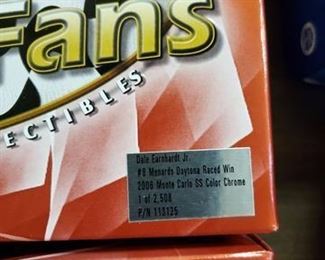 Fans
ECTIBLES
Dale Earnhardt Jr.
#8 Menards Daytona Raced Win
2006 Monte Carlo SS Color Chrome
1 of 2,508
P/N 113125